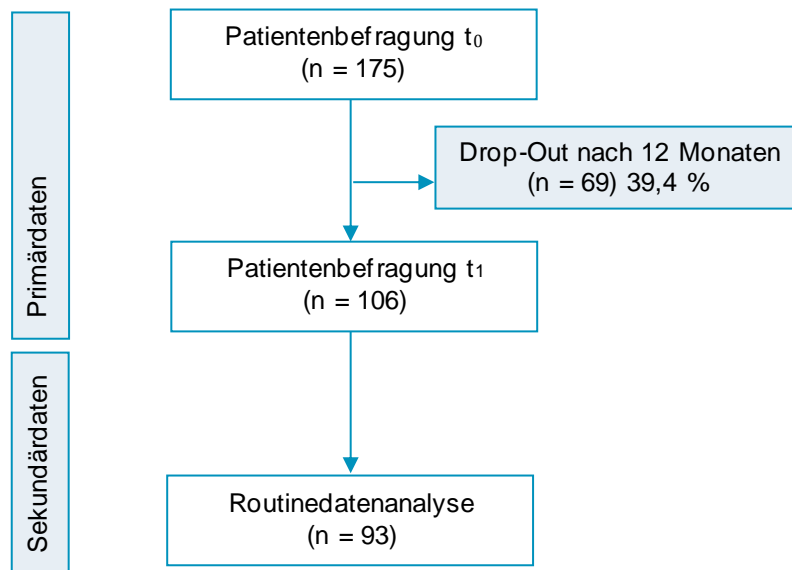 Patientenbefragung t₀
(n = 175)
Drop-Out nach 12 Monaten
(n = 69) 39,4 %
Primärdaten
Patientenbefragung t₁
(n = 106)
Sekundärdaten
Routinedatenanalyse
(n = 93)